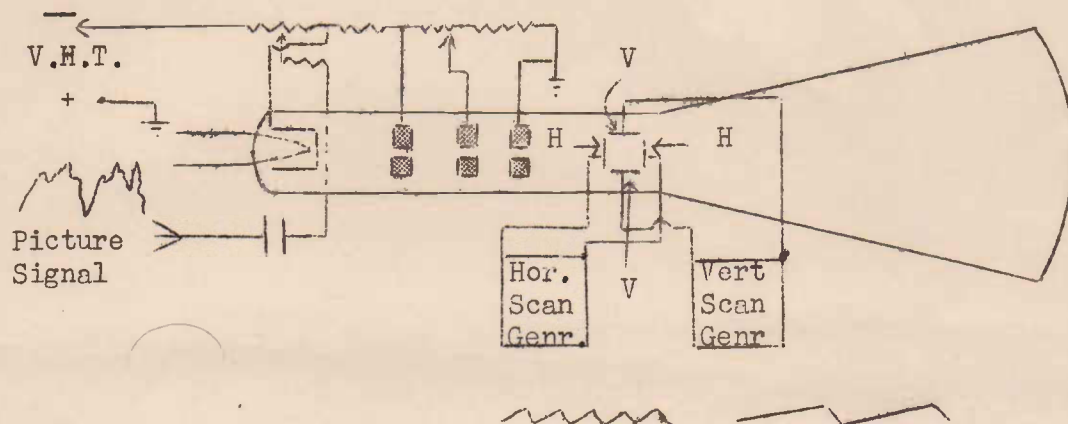 V.H.T.
+
V
H
H
Picture
Signal
Hor.
Scan
Genr.
V
Vert
Scan
Genr